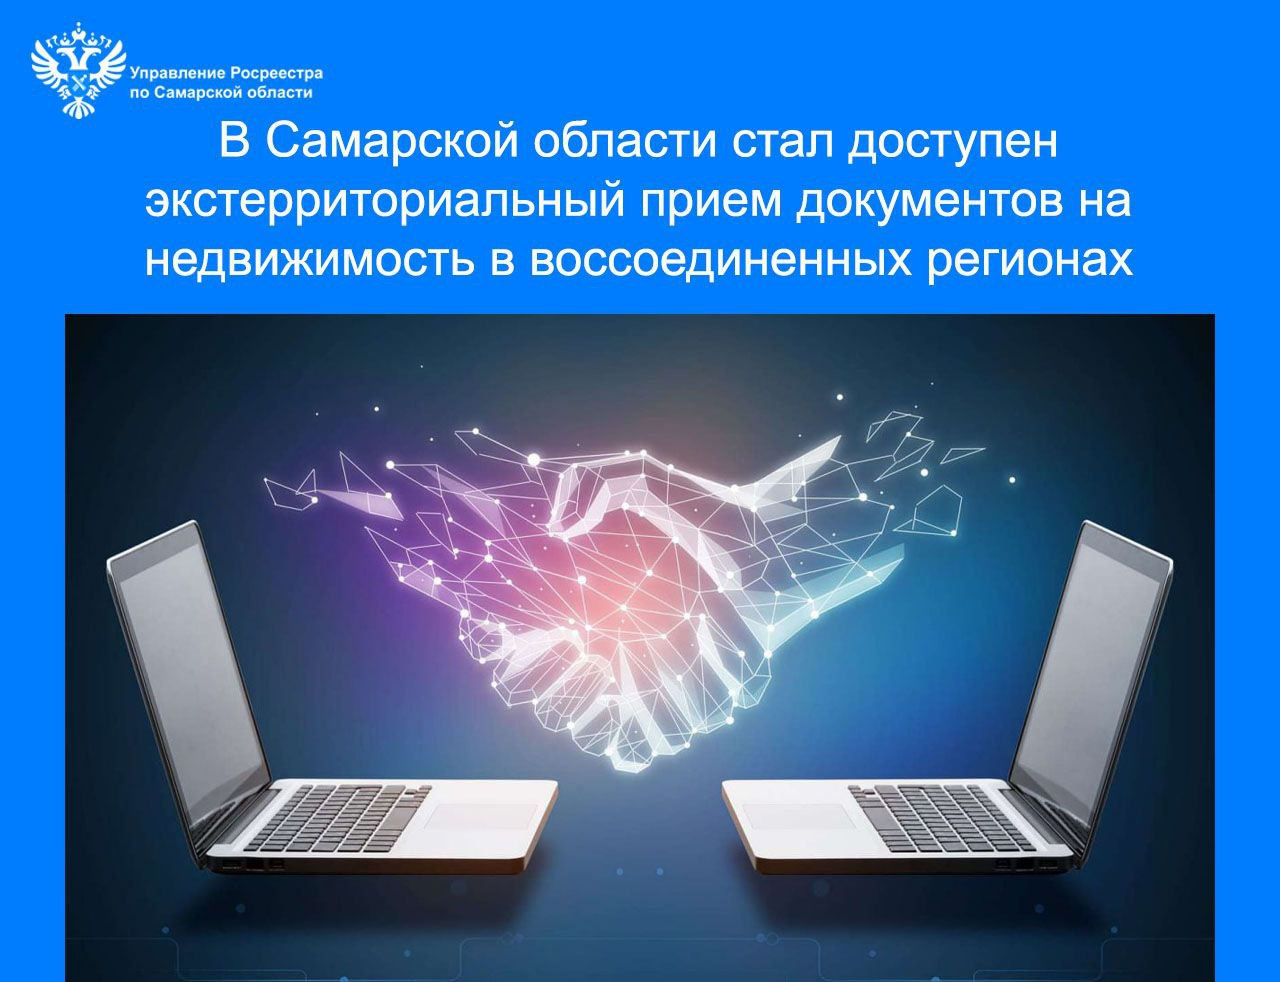 Управление Росреестра
по Самарской области
В Самарской области стал доступен
экстерриториальный прием документов на
недвижимость в воссоединенных регионах